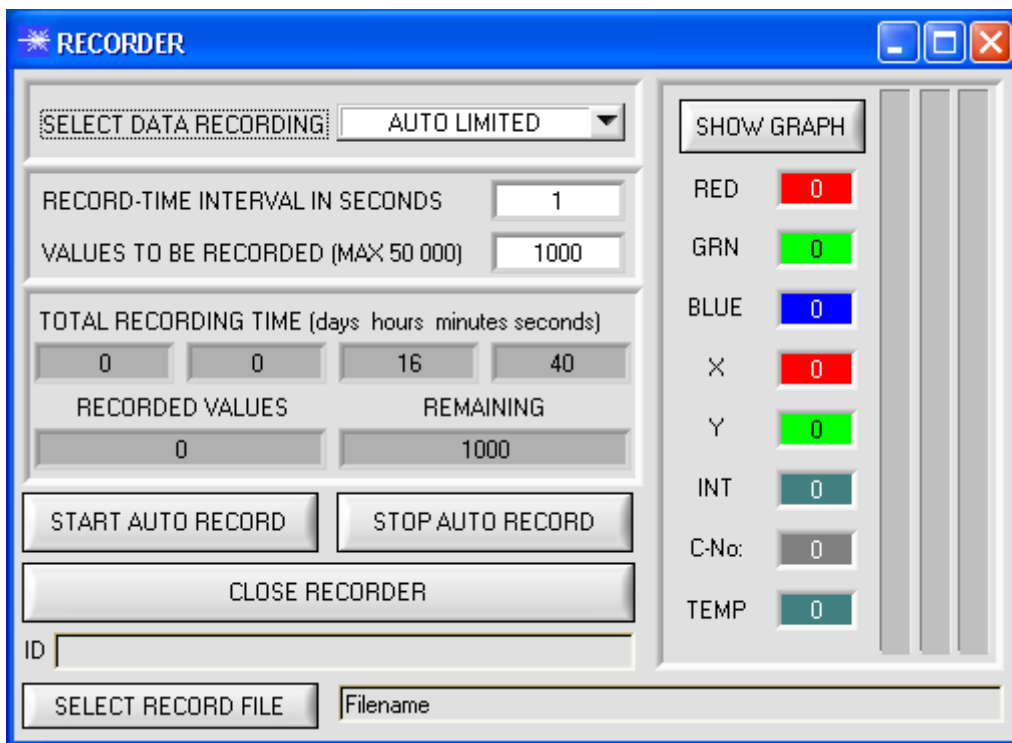 RECORDER
SELECT DATA RECORDING AUTO LIMITED
RECORD-TIME INTERVAL IN SECONDS 1
VALUES TO BE RECORDED (MAX 50 000) 1000
TOTAL RECORDING TIME (days hours minutes seconds)
0 0 16 40
RECORDED VALUES REMAINING
0 1000
START AUTO RECORD STOP AUTO RECORD
CLOSE RECORDER
ID
SELECT RECORD FILE Filename
SHOW GRAPH
RED 0
GRN 0
BLUE 0
X 0
Y 0
INT 0
C-No: 0
TEMP 0